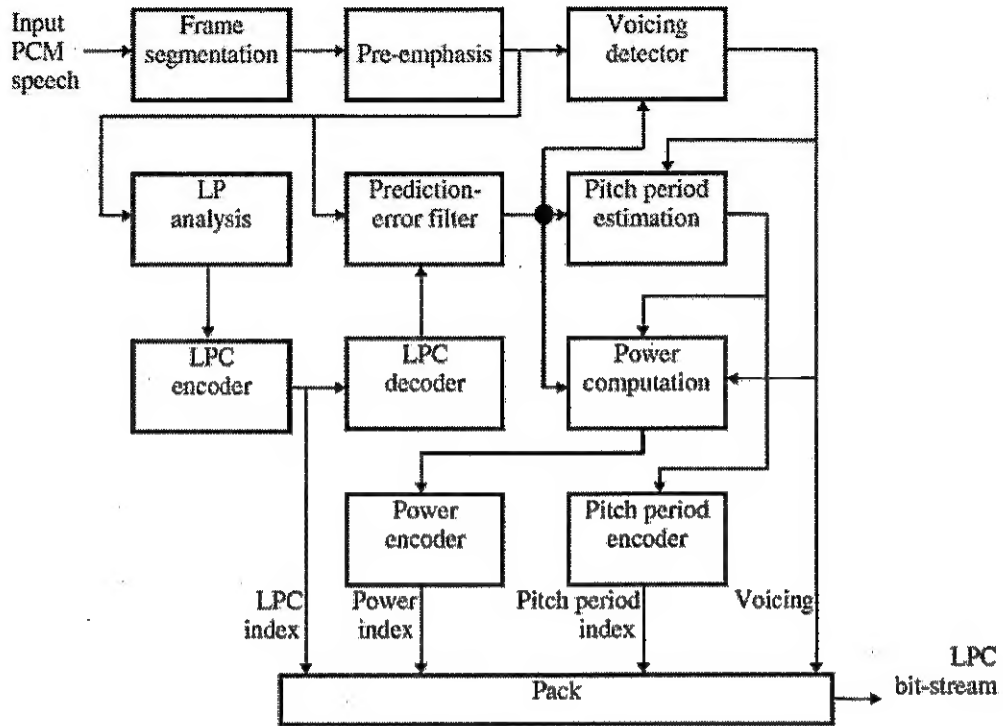 Input
PCM
speech
Frame
segmentation
Pre-emphasis
Voicing
detector
LP
analysis
Prediction-
error filter
Pitch period
estimation
LPC
encoder
LPC
decoder
Power
computation
Power
encoder
Pitch period
encoder
LPC
index
Power
index
Pitch period
index
Voicing
Pack
LPC
bit-stream